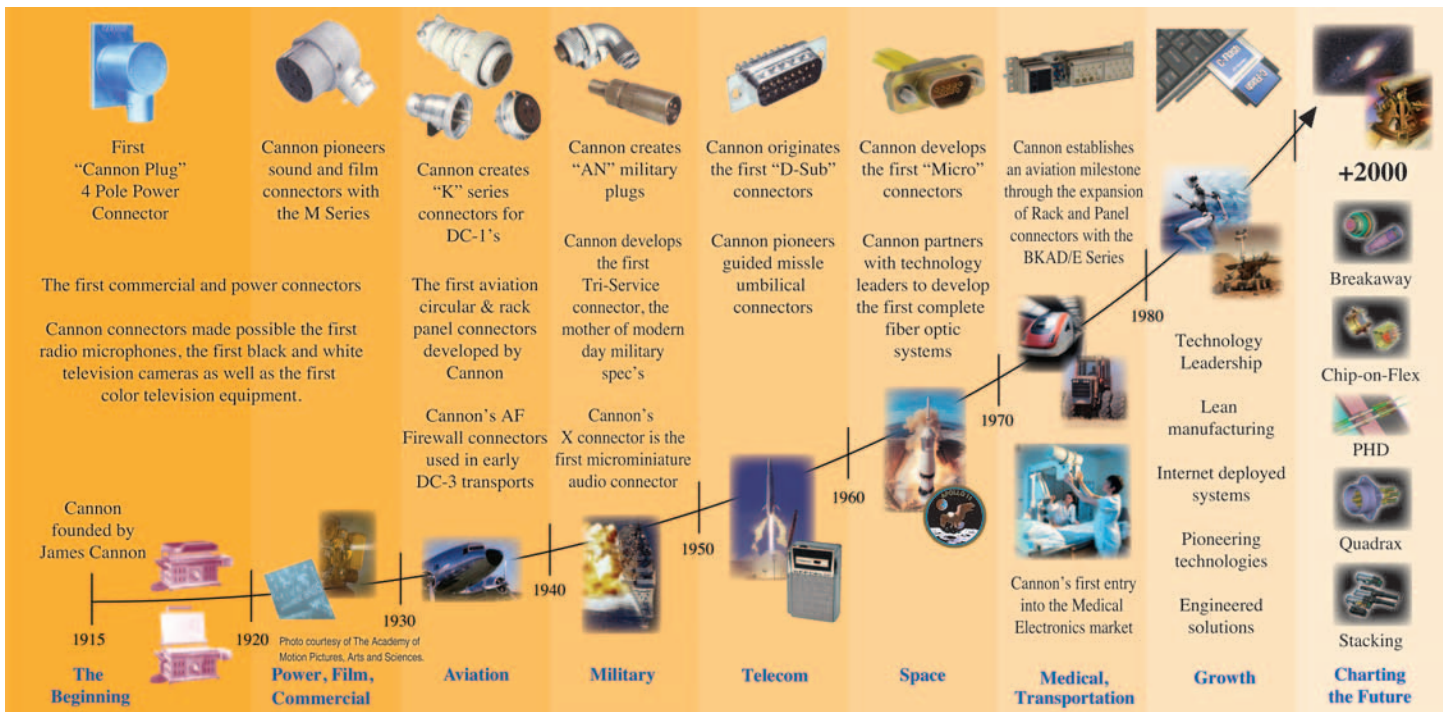 First
"Cannon Plug"
4 Pole Power
Connector
Cannon pioneers
sound and film
connectors with
the M Series
The first commercial and power connectors
Cannon connectors made possible the first
radio microphones, the first black and white
television cameras as well as the first
color television equipment.
Cannon
founded by
James Cannon
1915
1920
Photo courtesy of The Academy of
Motion Pictures, Arts and Sciences.
The
Beginning
Power, Film,
Commercial
Cannon creates
"K" series
connectors for
DC-1's
The first aviation
circular & rack
panel connectors
developed by
Cannon
Cannon's AF
Firewall connectors
used in early
DC-3 transports
1930
Aviation
Cannon creates
"AN" military
plugs
Cannon develops
the first
Tri-Service
connector, the
mother of modern
day military
spec's
Cannon's
X connector is the
first microminiature
audio connector
1940
Military
Cannon originates
the first "D-Sub"
connectors
Cannon pioneers
guided missle
umbilical
connectors
1950
Telecom
Cannon develops
the first "Micro"
connectors
Cannon partners
with technology
leaders to develop
the first complete
fiber optic
systems
1960
APOLLO 11
Space
Cannon establishes
an aviation milestone
through the expansion
of Rack and Panel
connectors with the
BKAD/E Series
1970
Cannon's first entry
into the Medical
Electronics market
Medical,
Transportation
1980
Technology
Leadership
Lean
manufacturing
Internet deployed
systems
Pioneering
technologies
Engineered
solutions
Growth
+2000
Breakaway
Chip-on-Flex
PHD
Quadrax
Stacking
Charting
the Future